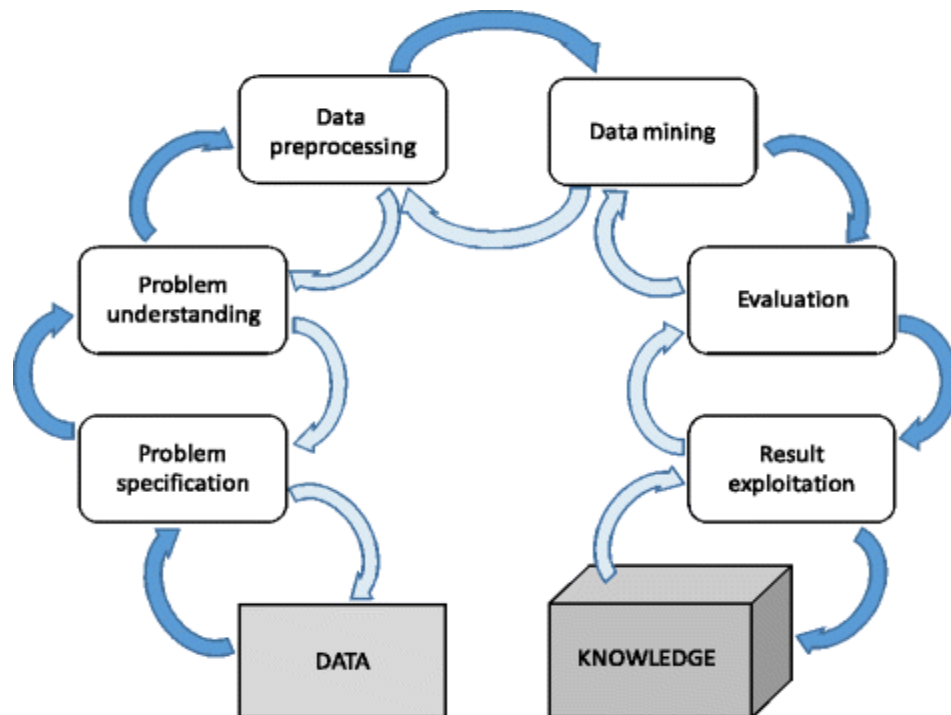 Data
preprocessing
Data mining
Problem
understanding
Evaluation
Problem
specification
Result
exploitation
DATA
KNOWLEDGE